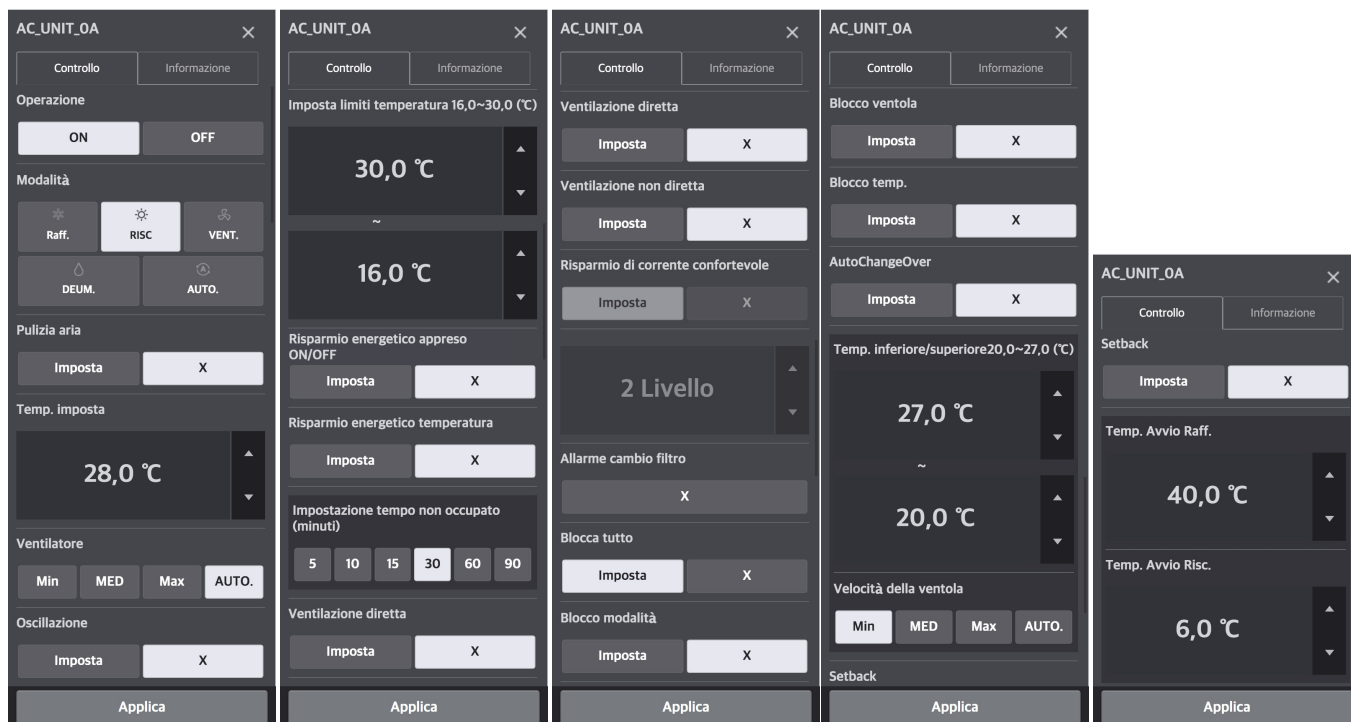 AC_UNIT_0A ×
Controllo Informazione
Operazione
ON OFF
Modalità
Raff. RISC VENT.
DEUM. AUTO.
Pulizia aria
Imposta X
Temp. imposta
28,0 ℃
Ventilatore
Min MED Max AUTO.
Oscillazione
Imposta X
Applica
AC_UNIT_0A ×
Controllo Informazione
Imposta limiti temperatura 16,0~30,0 (℃)
30,0 ℃
~
16,0 ℃
Risparmio energetico appreso
ON/OFF
Imposta X
Risparmio energetico temperatura
Imposta X
Impostazione tempo non occupato
(minuti)
5 10 15 30 60 90
Ventilazione diretta
Imposta X
Applica
AC_UNIT_0A ×
Controllo Informazione
Ventilazione diretta
Imposta X
Ventilazione non diretta
Imposta X
Risparmio di corrente confortevole
Imposta X
2 Livello
Allarme cambio filtro
X
Blocca tutto
Imposta X
Blocco modalità
Imposta X
Applica
AC_UNIT_0A ×
Controllo Informazione
Blocco ventola
Imposta X
Blocco temp.
Imposta X
AutoChangeOver
Imposta X
Temp. inferiore/superiore20,0~27,0 (℃)
27,0 ℃
~
20,0 ℃
Velocità della ventola
Min MED Max AUTO.
Setback
Applica
AC_UNIT_0A ×
Controllo Informazione
Setback
Imposta X
Temp. Avvio Raff.
40,0 ℃
Temp. Avvio Risc.
6,0 ℃
Applica